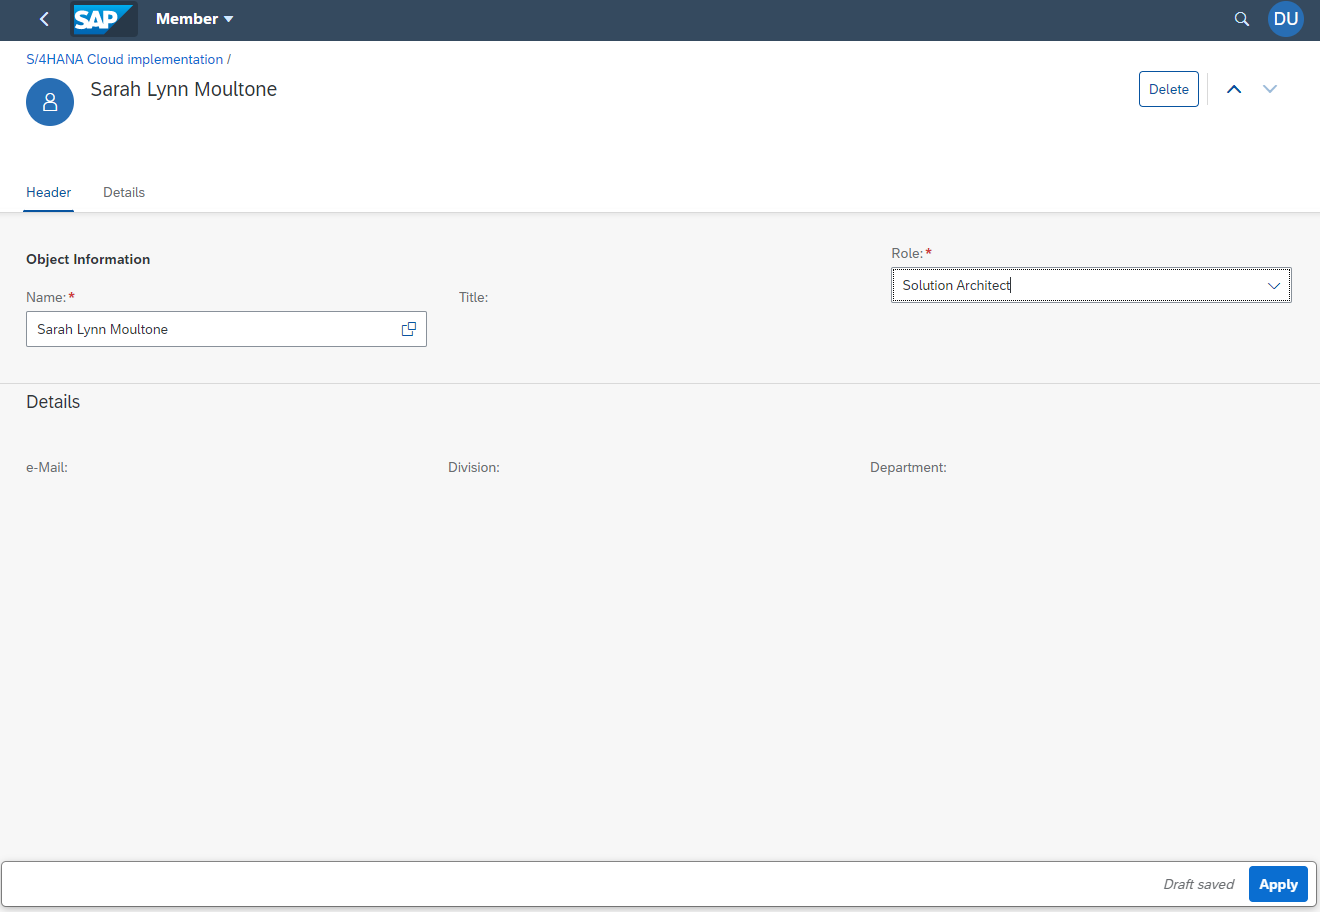 SAP Member DU
S/4HANA Cloud implementation /
Sarah Lynn Moultone
Delete
Header Details
Object Information
Role:*
Solution Architect
Name:* Title:
Sarah Lynn Moultone
Details
e-Mail: Division: Department:
Draft saved Apply